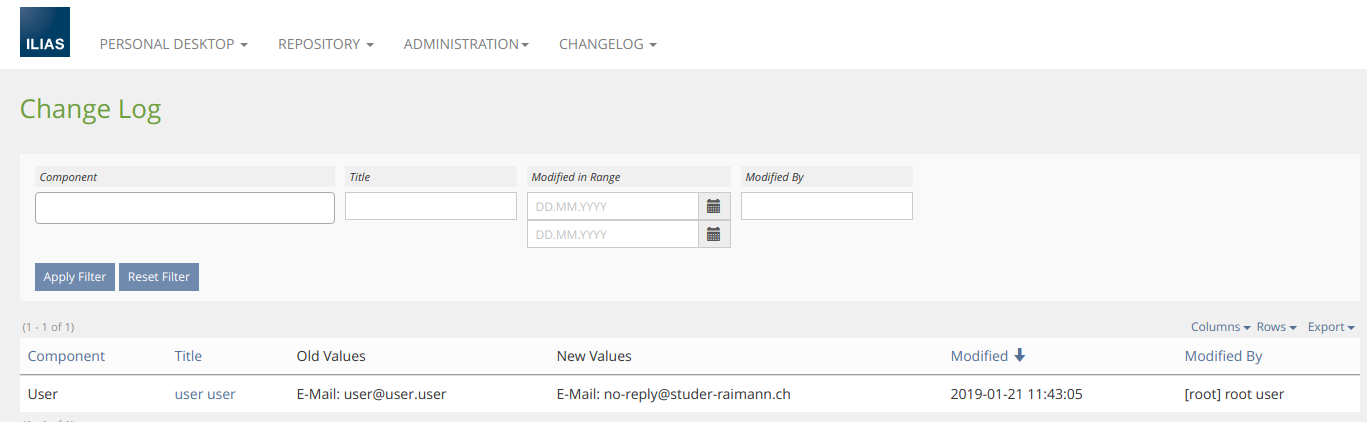 ILIAS
PERSONAL DESKTOP REPOSITORY ADMINISTRATION CHANGELOG
Change Log
Component Title Modified in Range Modified By
DD.MM.YYYY
DD.MM.YYYY
Apply Filter Reset Filter
(1 - 1 of 1) Columns Rows Export
Component Title Old Values New Values Modified Modified By
User user user E-Mail: user@user.user E-Mail: no-reply@studer-raimann.ch 2019-01-21 11:43:05 [root] root user